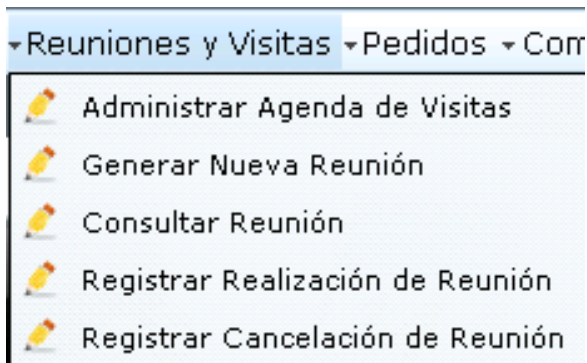 Reuniones y Visitas Pedidos Com
Administrar Agenda de Visitas
Generar Nueva Reunión
Consultar Reunión
Registrar Realización de Reunión
Registrar Cancelación de Reunión